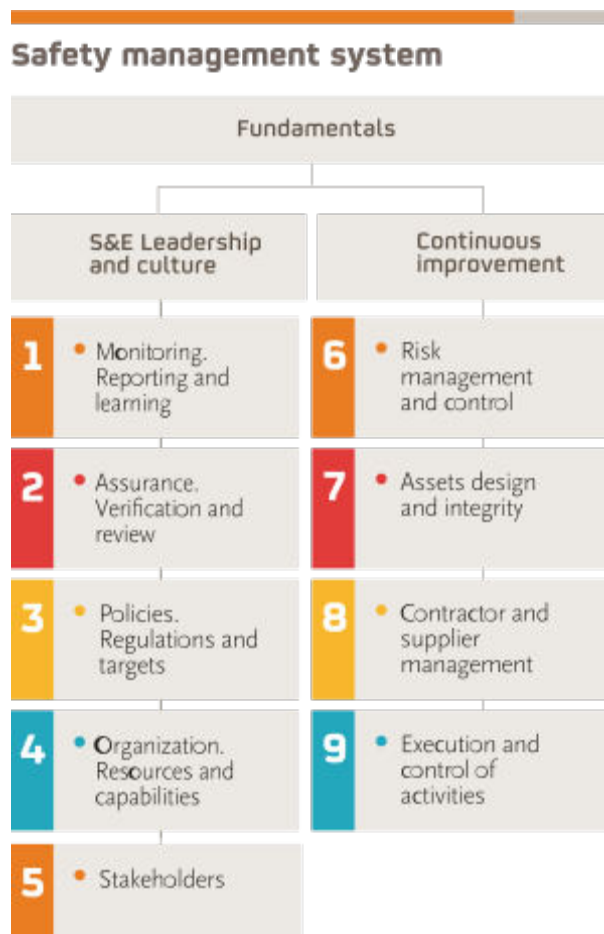 Safety management system
Fundamentals
S&E Leadership
and culture
1
• Monitoring.
Reporting and
learning
2
• Assurance.
Verification and
review
3
• Policies.
Regulations and
targets
4
• Organization.
Resources and
capabilities
5
• Stakeholders
Continuous
improvement
6
• Risk
management
and control
7
• Assets design
and integrity
8
• Contractor and
supplier
management
9
• Execution and
control of
activities